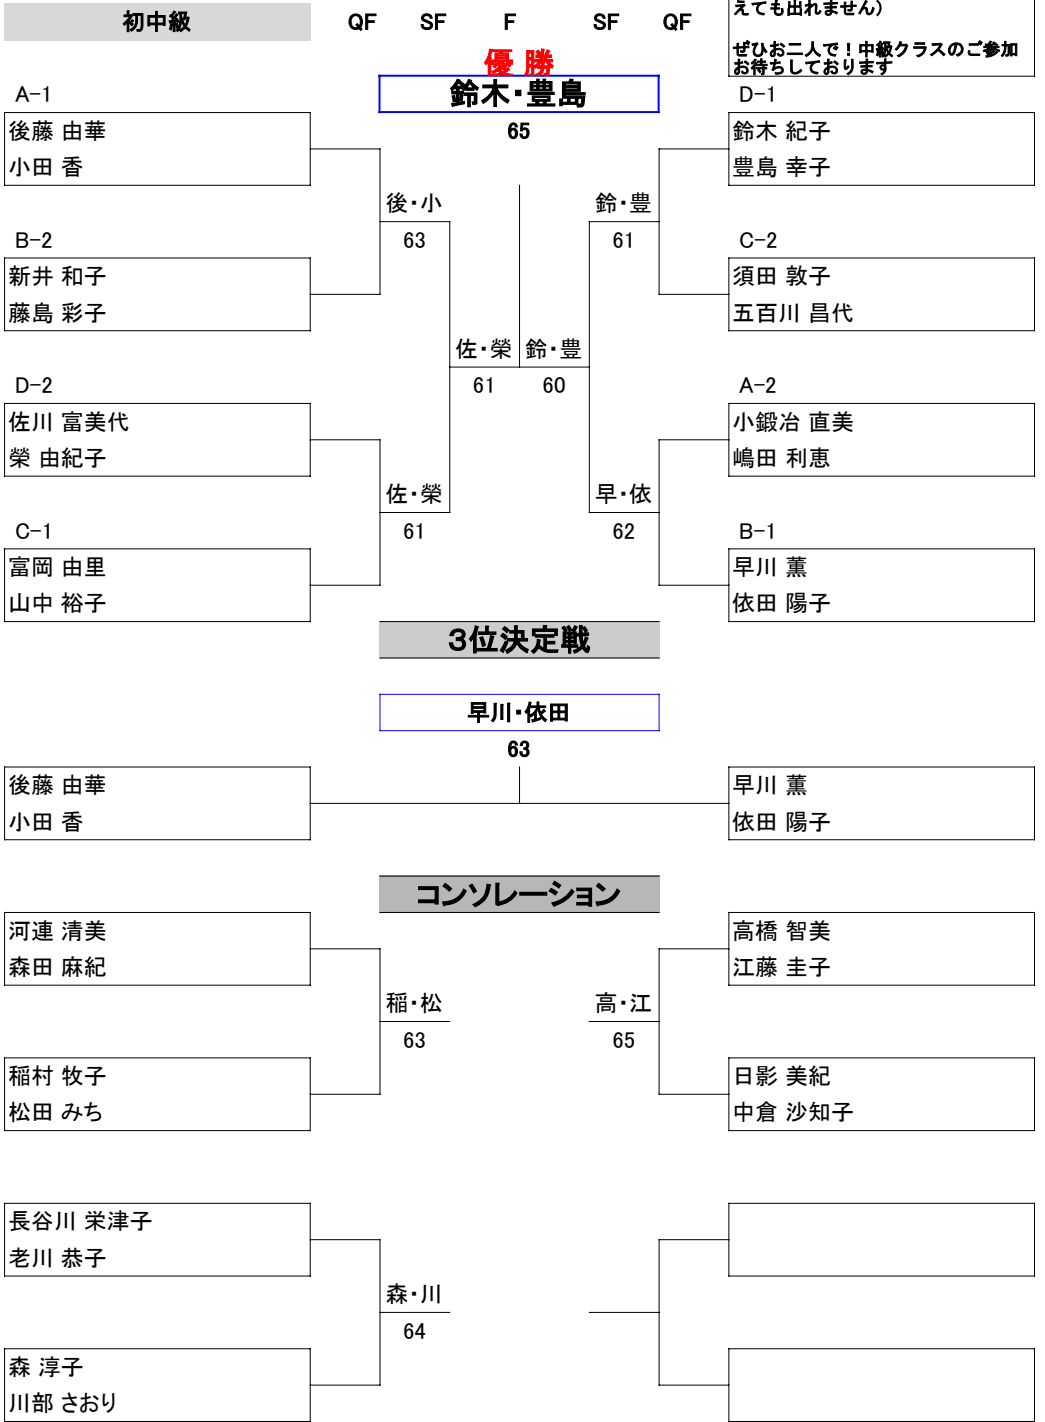 初中級
QF SF F SF QF
えても出れません）
ぜひお二人で！中級クラスのご参加
お待ちしております
優 勝
鈴木・豊島
65
A-1
後藤 由華
小田 香
D-1
鈴木 紀子
豊島 幸子
後・小
63
鈴・豊
61
B-2
新井 和子
藤島 彩子
C-2
須田 敦子
五百川 昌代
佐・榮
61
鈴・豊
60
D-2
佐川 富美代
榮 由紀子
A-2
小鍛冶 直美
嶋田 利恵
佐・榮
61
早・依
62
C-1
富岡 由里
山中 裕子
B-1
早川 薫
依田 陽子
3位決定戦
早川・依田
63
後藤 由華
小田 香
早川 薫
依田 陽子
コンソレーション
河連 清美
森田 麻紀
高橋 智美
江藤 圭子
稲・松
63
高・江
65
稲村 牧子
松田 みち
日影 美紀
中倉 沙知子
長谷川 栄津子
老川 恭子
森・川
64
森 淳子
川部 さおり